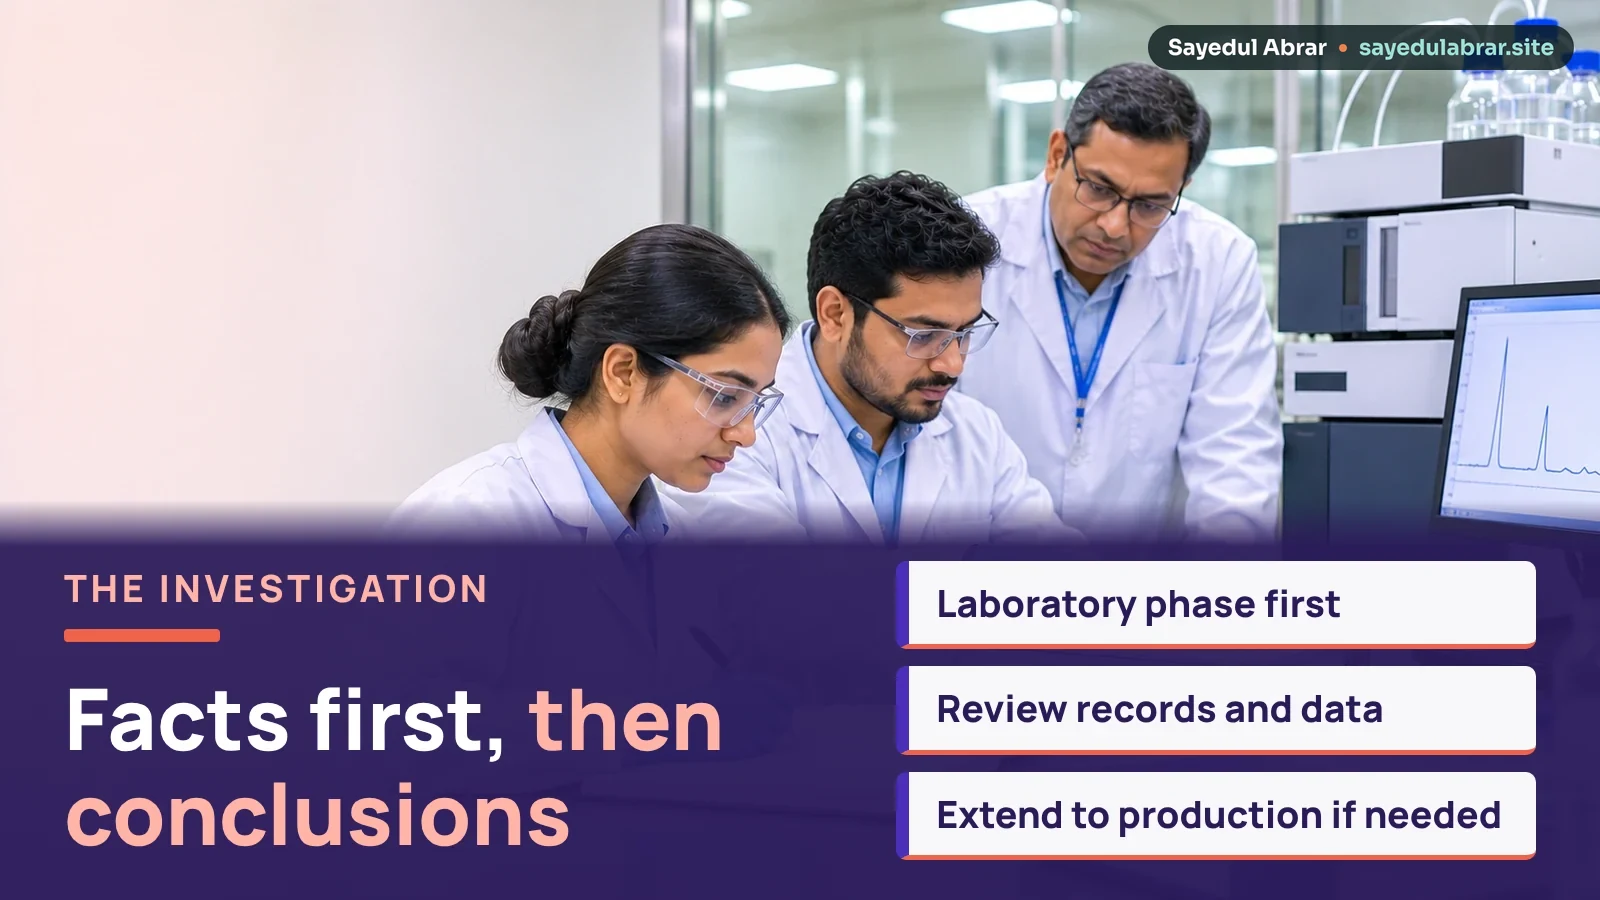 Sayedul Abrar • sayedulabrar.site
THE INVESTIGATION
Facts first, then
conclusions
Laboratory phase first
Review records and data
Extend to production if needed